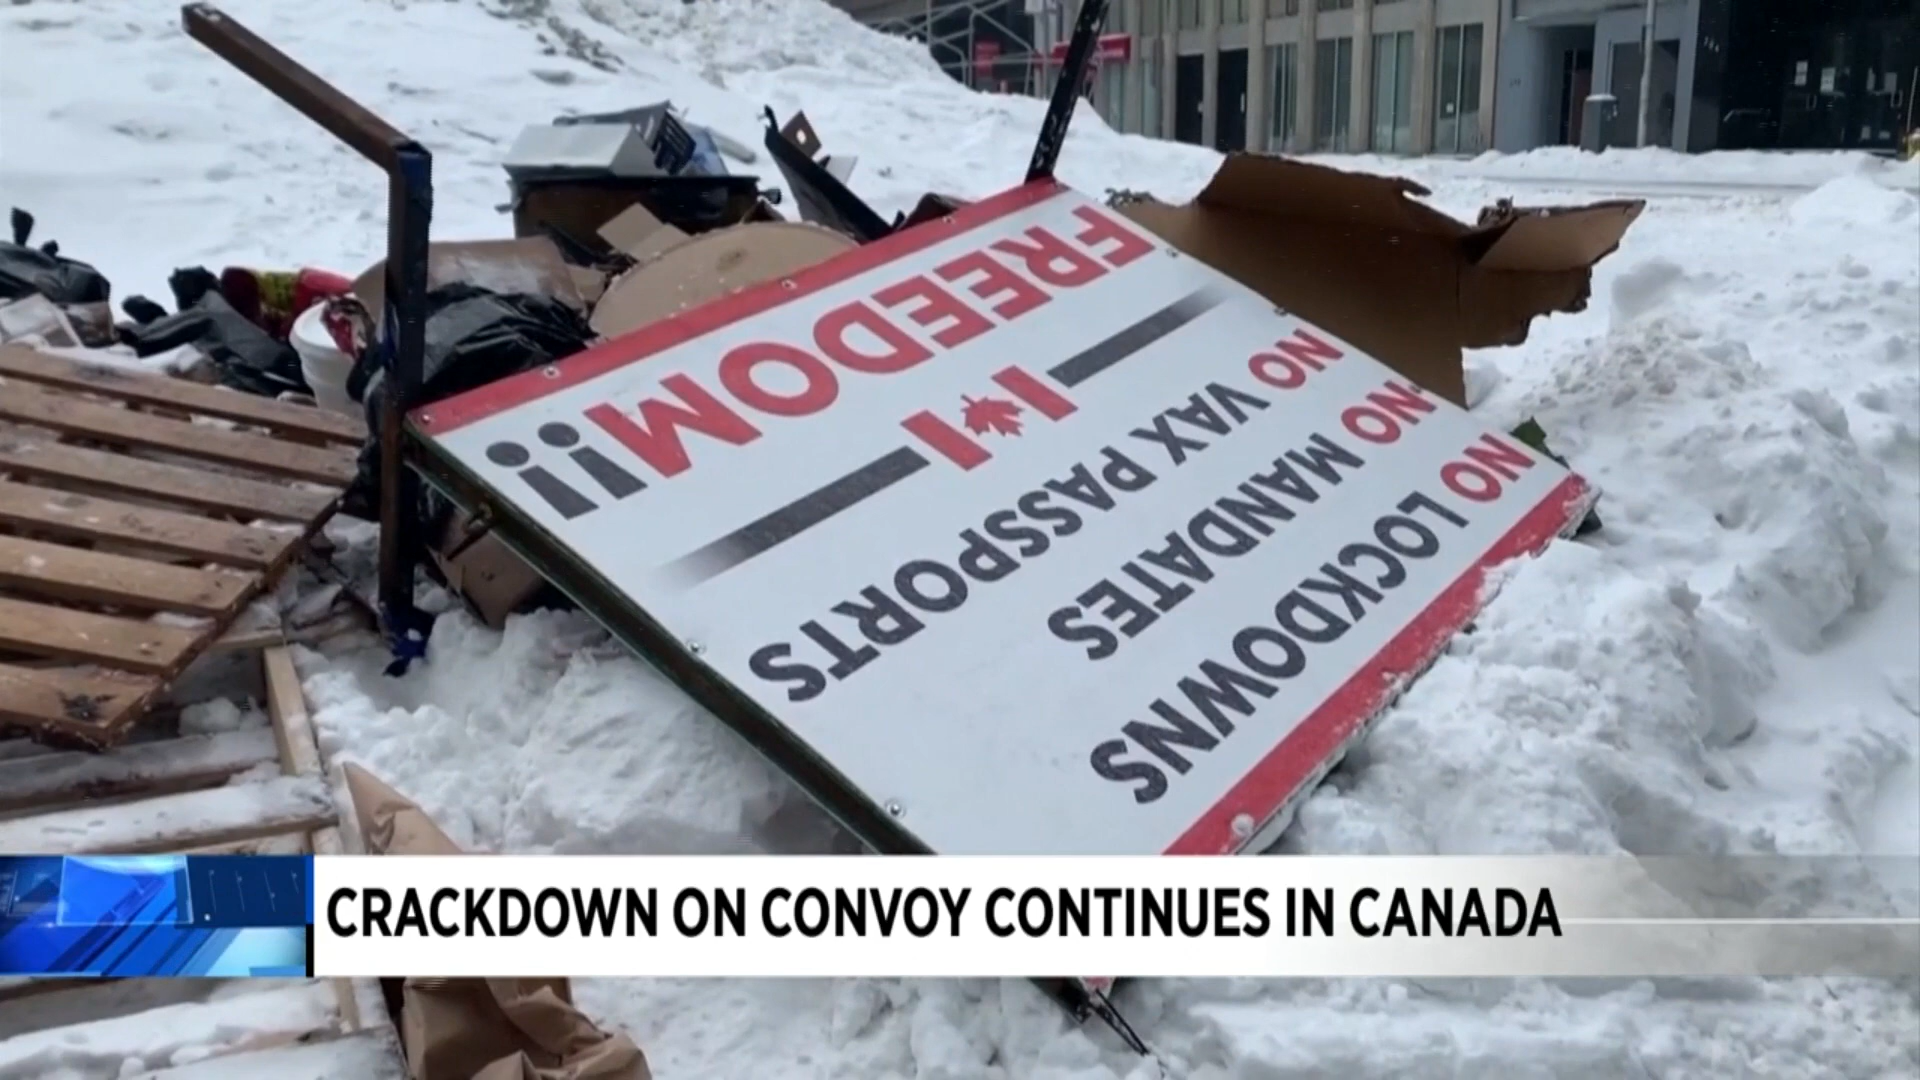 FREEDOM!!
NO VAX PASSPORTS
NO MANDATES
NO LOCKDOWNS
CRACKDOWN ON CONVOY CONTINUES IN CANADA